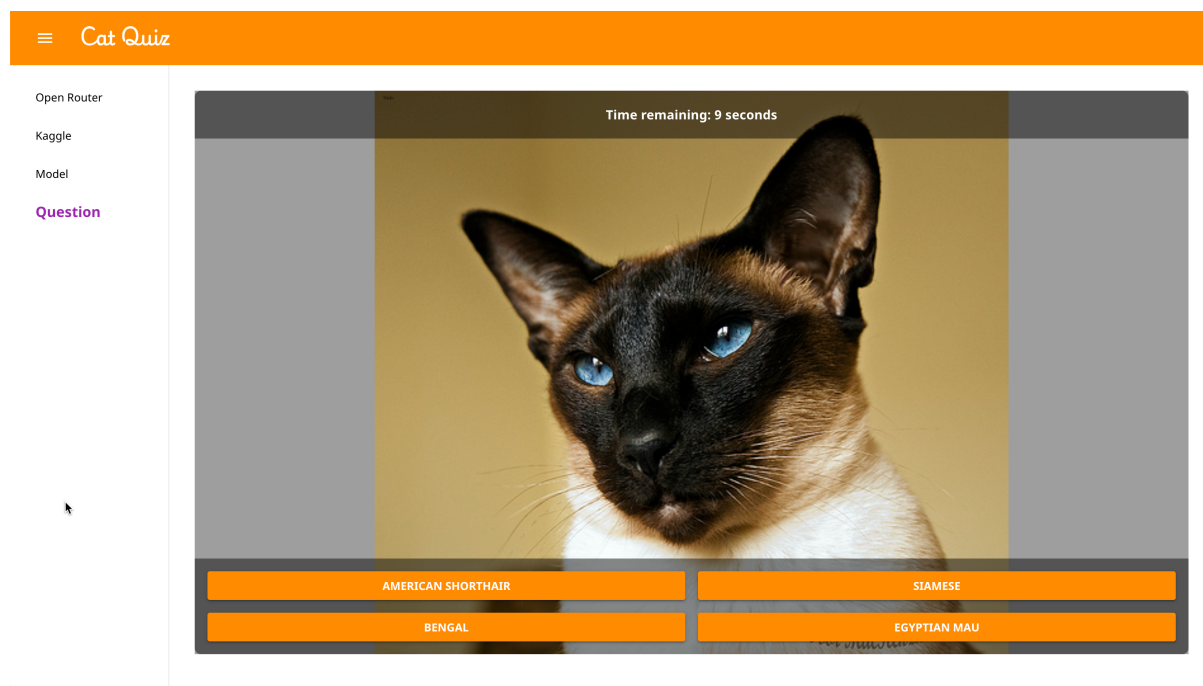 Cat Quiz
Open Router
Kaggle
Model
Question
Time remaining: 9 seconds
AMERICAN SHORTHAIR
SIAMESE
BENGAL
EGYPTIAN MAU